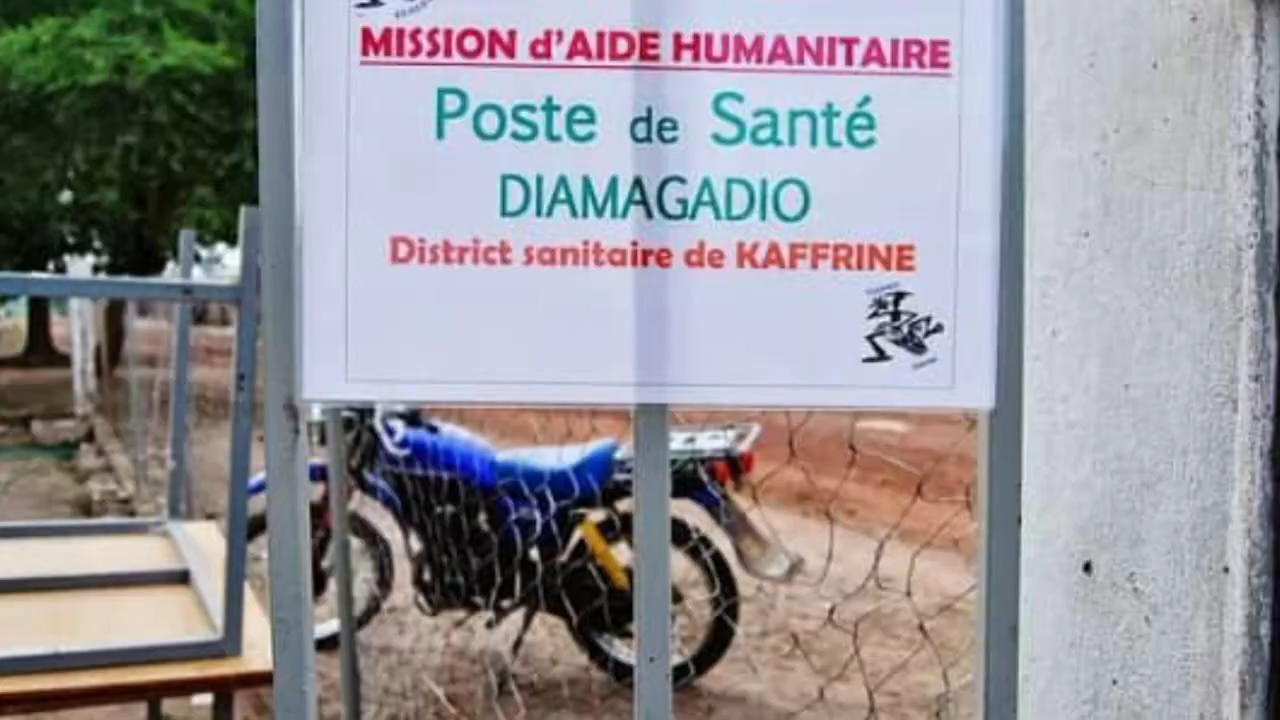 MISSION d'AIDE HUMANITAIRE
Poste de Santé
DIAMAGADIO
District sanitaire de KAFFRINE